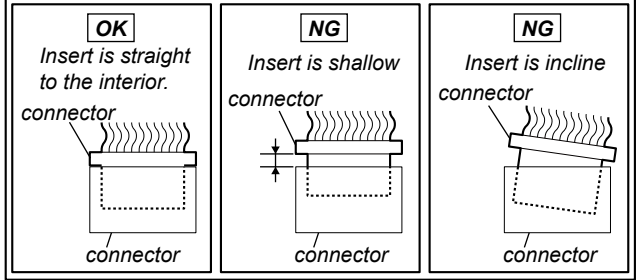 OK
Insert is straight
to the interior.
connector
connector
NG
Insert is shallow
connector
connector
NG
Insert is incline
connector
connector